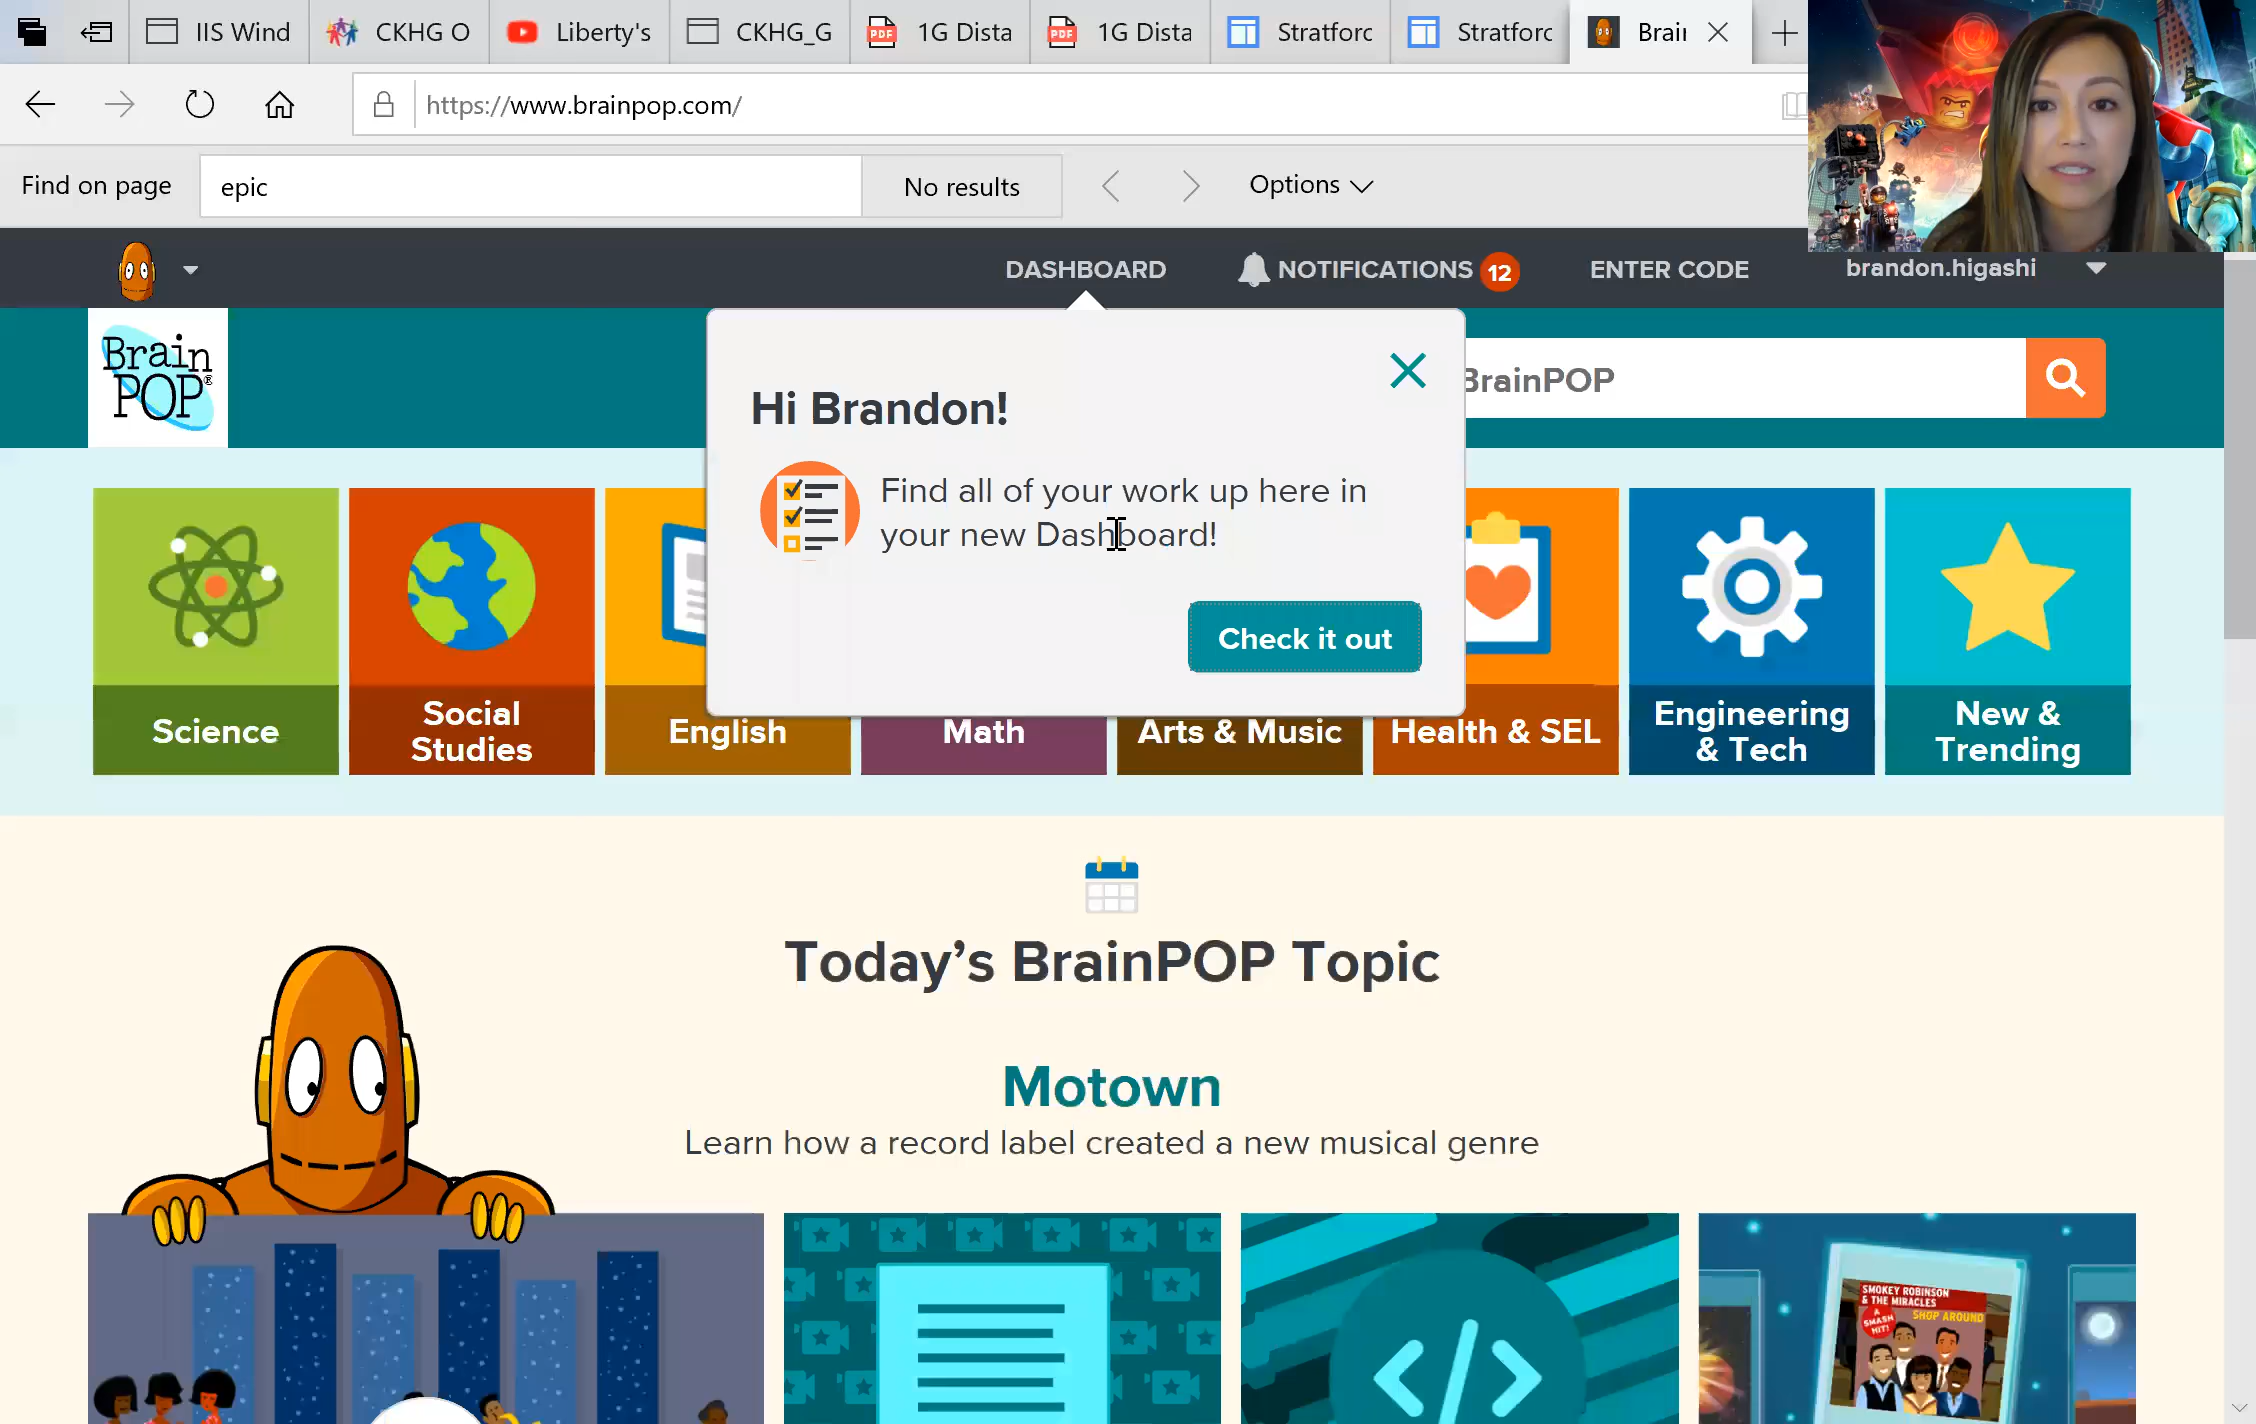 IIS Wind
CKHG O
Liberty's
CKHG_G
PDF
1G Dista
PDF
1G Dista
Stratforc
Stratforc
Brai
https://www.brainpop.com/
Find on page
epic
No results
Options
DASHBOARD
NOTIFICATIONS 12
ENTER CODE
brandon.higashi
Brain
POP®
BrainPOP
Hi Brandon!
Find all of your work up here in
your new Dashboard!
Check it out
Science
Social
Studies
English
Math
Arts & Music
Health & SEL
Engineering
& Tech
New &
Trending
Today's BrainPOP Topic
Motown
Learn how a record label created a new musical genre
SMOKEY ROBINSON
& THE MIRACLES
A
SMASH
HIT!
SHOP AROUND